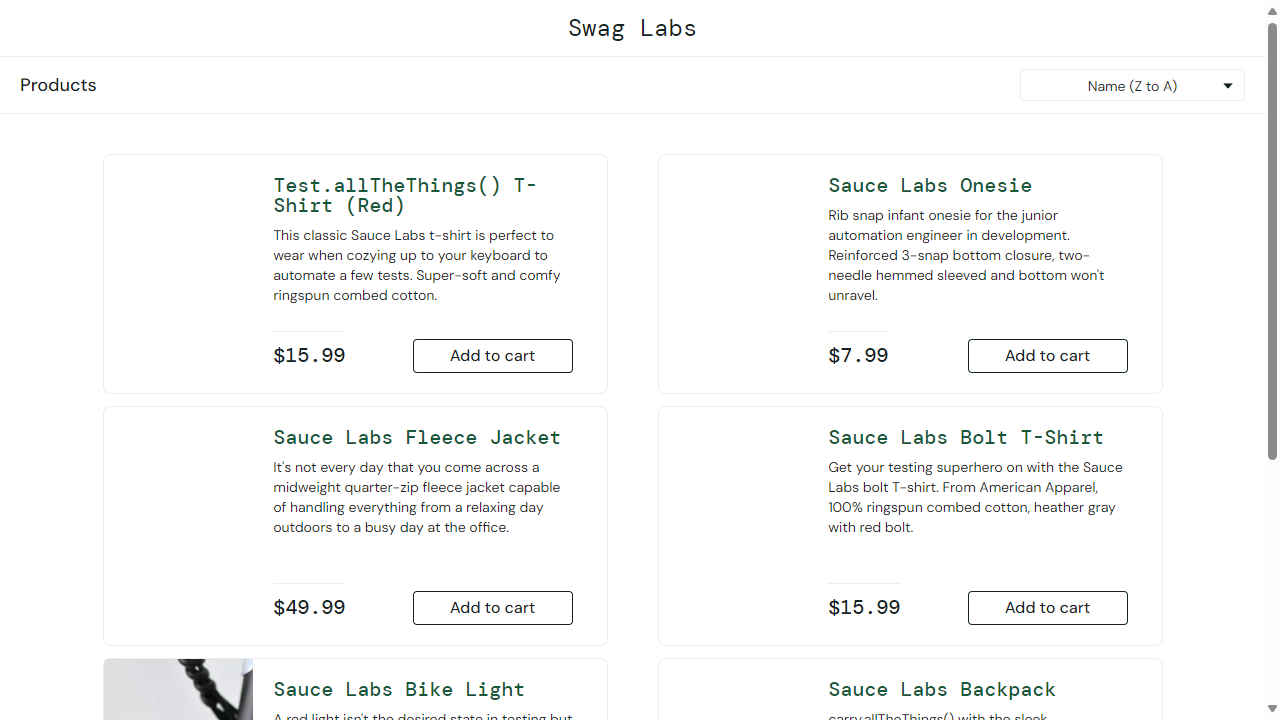 Swag Labs
Products
Name (Z to A)
Test.allTheThings() T-
Shirt (Red)
This classic Sauce Labs t-shirt is perfect to
wear when cozying up to your keyboard to
automate a few tests. Super-soft and comfy
ringspun combed cotton.
$15.99
Add to cart
Sauce Labs Onesie
Rib snap infant onesie for the junior
automation engineer in development.
Reinforced 3-snap bottom closure, two-
needle hemmed sleeved and bottom won't
unravel.
$7.99
Add to cart
Sauce Labs Fleece Jacket
It's not every day that you come across a
midweight quarter-zip fleece jacket capable
of handling everything from a relaxing day
outdoors to a busy day at the office.
$49.99
Add to cart
Sauce Labs Bolt T-Shirt
Get your testing superhero on with the Sauce
Labs bolt T-shirt. From American Apparel,
100% ringspun combed cotton, heather gray
with red bolt.
$15.99
Add to cart
Sauce Labs Bike Light
A red light isn't the desired state in testing but
Sauce Labs Backpack
carry.allTheThings() with the sleek